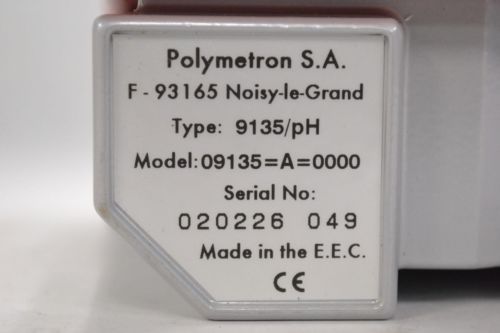 Polymetron S.A.
F - 93165 Noisy-le-Grand
Type: 9135/pH
Model: 09135=A=0000
Serial No:
020226 049
Made in the E.E.C.
CE